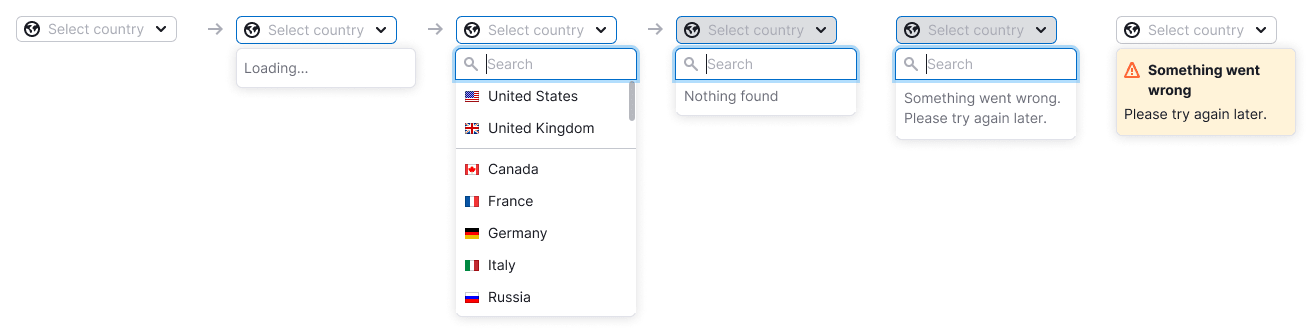 Select country
Loading...
Select country
Select country
Search
United States
United Kingdom
Canada
France
Germany
Italy
Russia
Select country
Search
Nothing found
Select country
Search
Something went wrong.
Please try again later.
Select country
Something went
wrong
Please try again later.